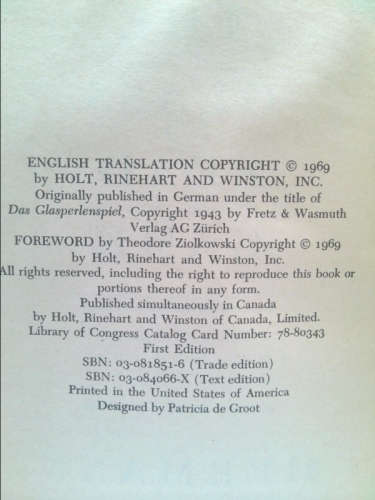 ENGLISH TRANSLATION COPYRIGHT © 1969
by HOLT, RINEHART AND WINSTON, INC.
Originally published in German under the title of
Das Glasperlenspiel, Copyright 1943 by Fretz & Wasmuth
Verlag AG Zürich
FOREWORD by Theodore Ziolkowski Copyright © 1969
by Holt, Rinehart and Winston, Inc.
All rights reserved, including the right to reproduce this book or
portions thereof in any form.
Published simultaneously in Canada
by Holt, Rinehart and Winston of Canada, Limited.
Library of Congress Catalog Card Number: 78-80343
First Edition
SBN: 03-081851-6 (Trade edition)
SBN: 03-084066-X (Text edition)
Printed in the United States of America
Designed by Patricia de Groot